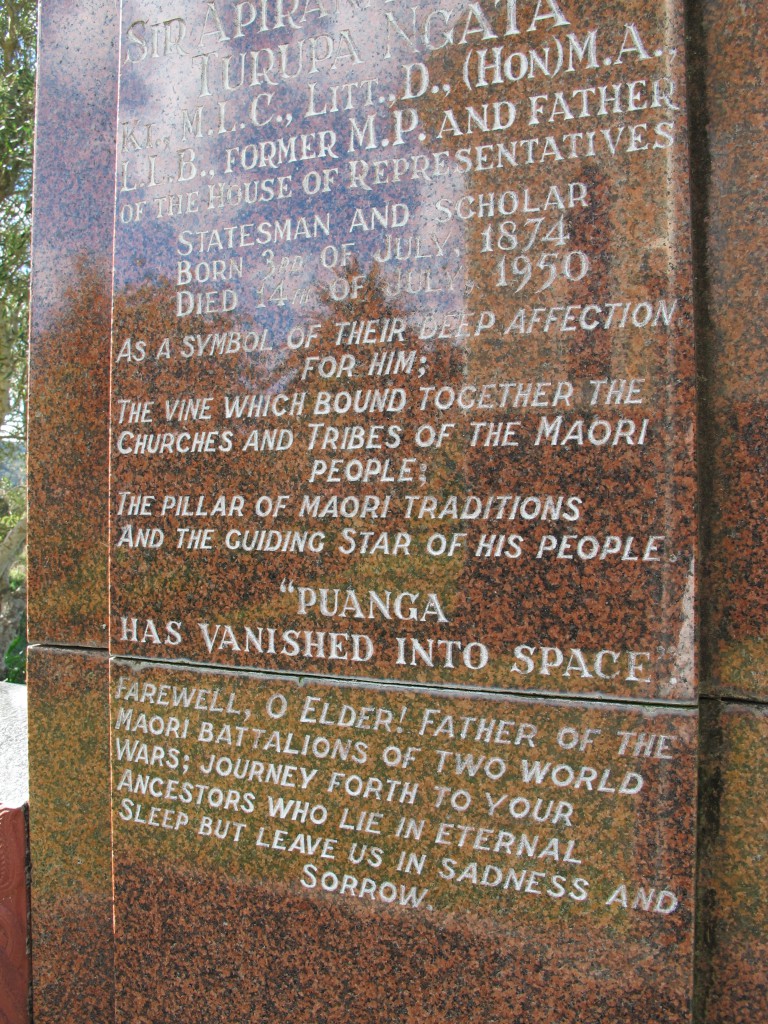 SIR APIRANA
TURUPA NGATA
KT., M.L.C., LITT.,D., (HON)M.A.,
L.L.B., FORMER M.P. AND FATHER
OF THE HOUSE OF REPRESENTATIVES
STATESMAN AND SCHOLAR
BORN 3RD OF JULY, 1874
DIED 14TH OF JULY, 1950
AS A SYMBOL OF THEIR DEEP AFFECTION
FOR HIM;
THE VINE WHICH BOUND TOGETHER THE
CHURCHES AND TRIBES OF THE MAORI
PEOPLE;
THE PILLAR OF MAORI TRADITIONS
AND THE GUIDING STAR OF HIS PEOPLE.
"PUANGA
HAS VANISHED INTO SPACE".
FAREWELL, O ELDER! FATHER OF THE
MAORI BATTALIONS OF TWO WORLD
WARS; JOURNEY FORTH TO YOUR
ANCESTORS WHO LIE IN ETERNAL
SLEEP BUT LEAVE US IN SADNESS AND
SORROW.